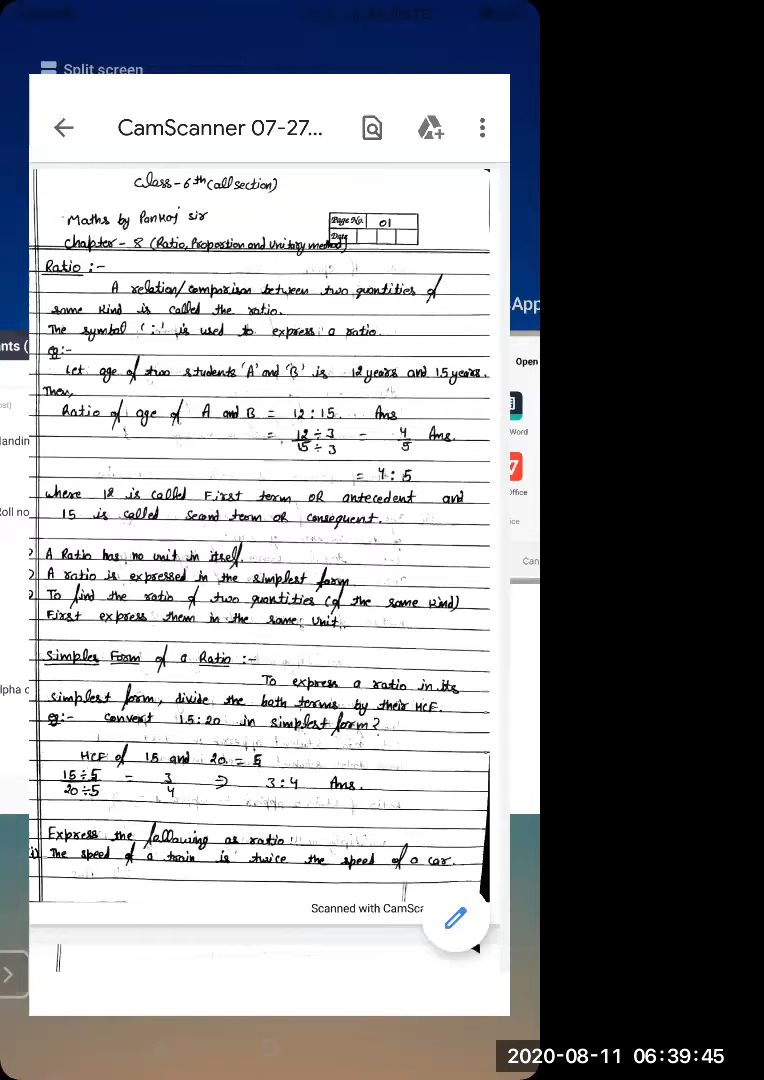 Split screen
CamScanner 07-27...
Class - 6th (all section)
Maths by Pankaj sir
Page No. 01
Date
Chapter - 8 (Ratio, Proportion and Unitary method)
Ratio :-
A relation/comparison between two quantities of
same kind is called the ratio.
The symbol ':' is used to express a ratio.
eg:-
Let age of two students 'A' and 'B' is 12 years and 15 years.
Then,
Ratio of age of A and B = 12 : 15 Ans
= 12 ÷ 3 / 15 ÷ 3 = 4/5 Ans.
= 4 : 5
where 12 is called First term OR antecedent and
15 is called Second term OR Consequent.
A Ratio has no unit in itself.
A ratio is expressed in the simplest form.
To find the ratio of two quantities (of the same kind)
First express them in the same unit.
Simples Form of a Ratio :-
To express a ratio in its
simplest form, divide the both terms by their HCF.
eg:- convert 15:20 in simplest form?
HCF of 15 and 20 = 5
15 ÷ 5 / 20 ÷ 5 = 3/4 ⇒ 3:4 Ans.
Express the following as ratio
i) The speed of a train is twice the speed of a car.
Scanned with CamSca
App
nts (
Open
ost)
Word
andin
Office
Roll no
ce
Can
lpha c
2020-08-11 06:39:45